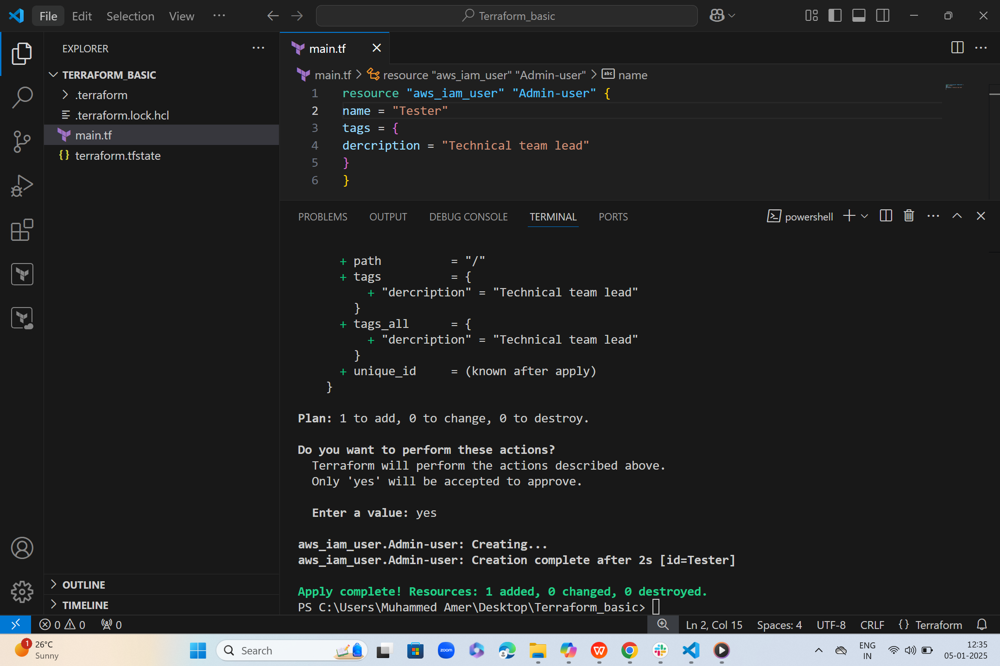 File Edit Selection View ··· Terraform_basic
EXPLORER
TERRAFORM_BASIC
.terraform
.terraform.lock.hcl
main.tf
terraform.tfstate
OUTLINE
TIMELINE
main.tf
main.tf > resource "aws_iam_user" "Admin-user" > abc name
1 resource "aws_iam_user" "Admin-user" {
2 name = "Tester"
3 tags = {
4 dercription = "Technical team lead"
5 }
6 }
PROBLEMS OUTPUT DEBUG CONSOLE TERMINAL PORTS powershell
+ path = "/"
+ tags = {
+ "dercription" = "Technical team lead"
}
+ tags_all = {
+ "dercription" = "Technical team lead"
}
+ unique_id = (known after apply)
}
Plan: 1 to add, 0 to change, 0 to destroy.
Do you want to perform these actions?
Terraform will perform the actions described above.
Only 'yes' will be accepted to approve.
Enter a value: yes
aws_iam_user.Admin-user: Creating...
aws_iam_user.Admin-user: Creation complete after 2s [id=Tester]
Apply complete! Resources: 1 added, 0 changed, 0 destroyed.
PS C:\Users\Muhammed Amer\Desktop\Terraform_basic>
0 0 0 Ln 2, Col 15 Spaces: 4 UTF-8 CRLF {} Terraform
1 26°C
Sunny
Search
zoom
ENG
IN
12:35
05-01-2025